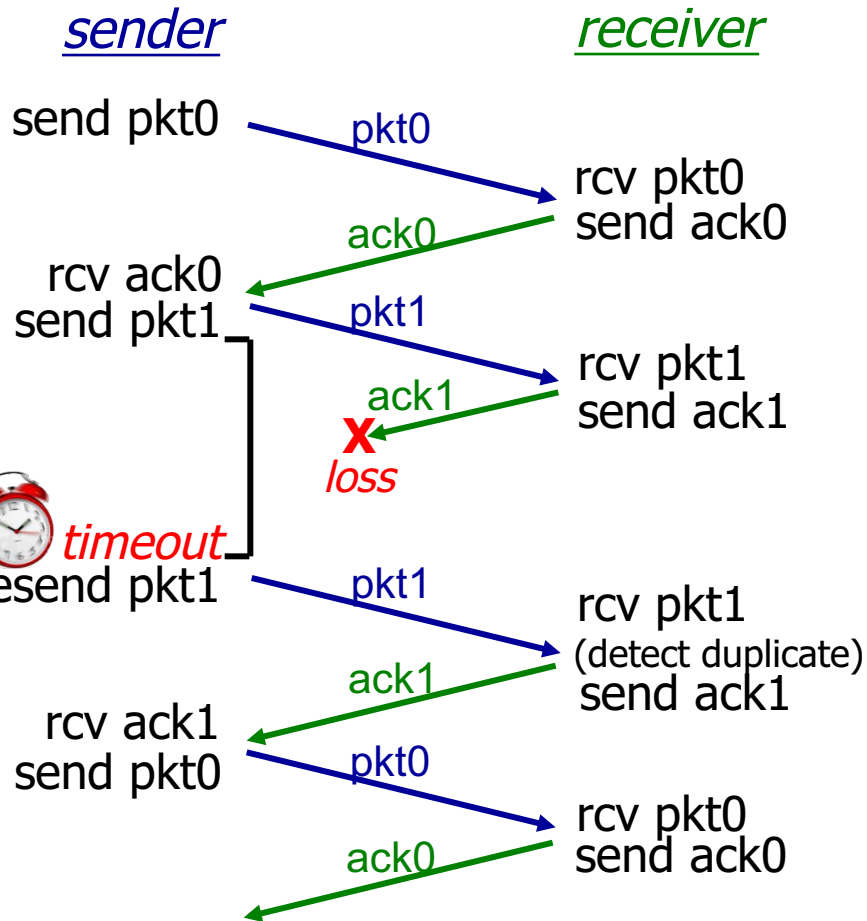 sender
receiver
send pkt0
pkt0
rcv pkt0
send ack0
ack0
rcv ack0
send pkt1
pkt1
rcv pkt1
send ack1
ack1
X
loss
timeout
esend pkt1
pkt1
rcv pkt1
(detect duplicate)
send ack1
ack1
rcv ack1
send pkt0
pkt0
rcv pkt0
send ack0
ack0